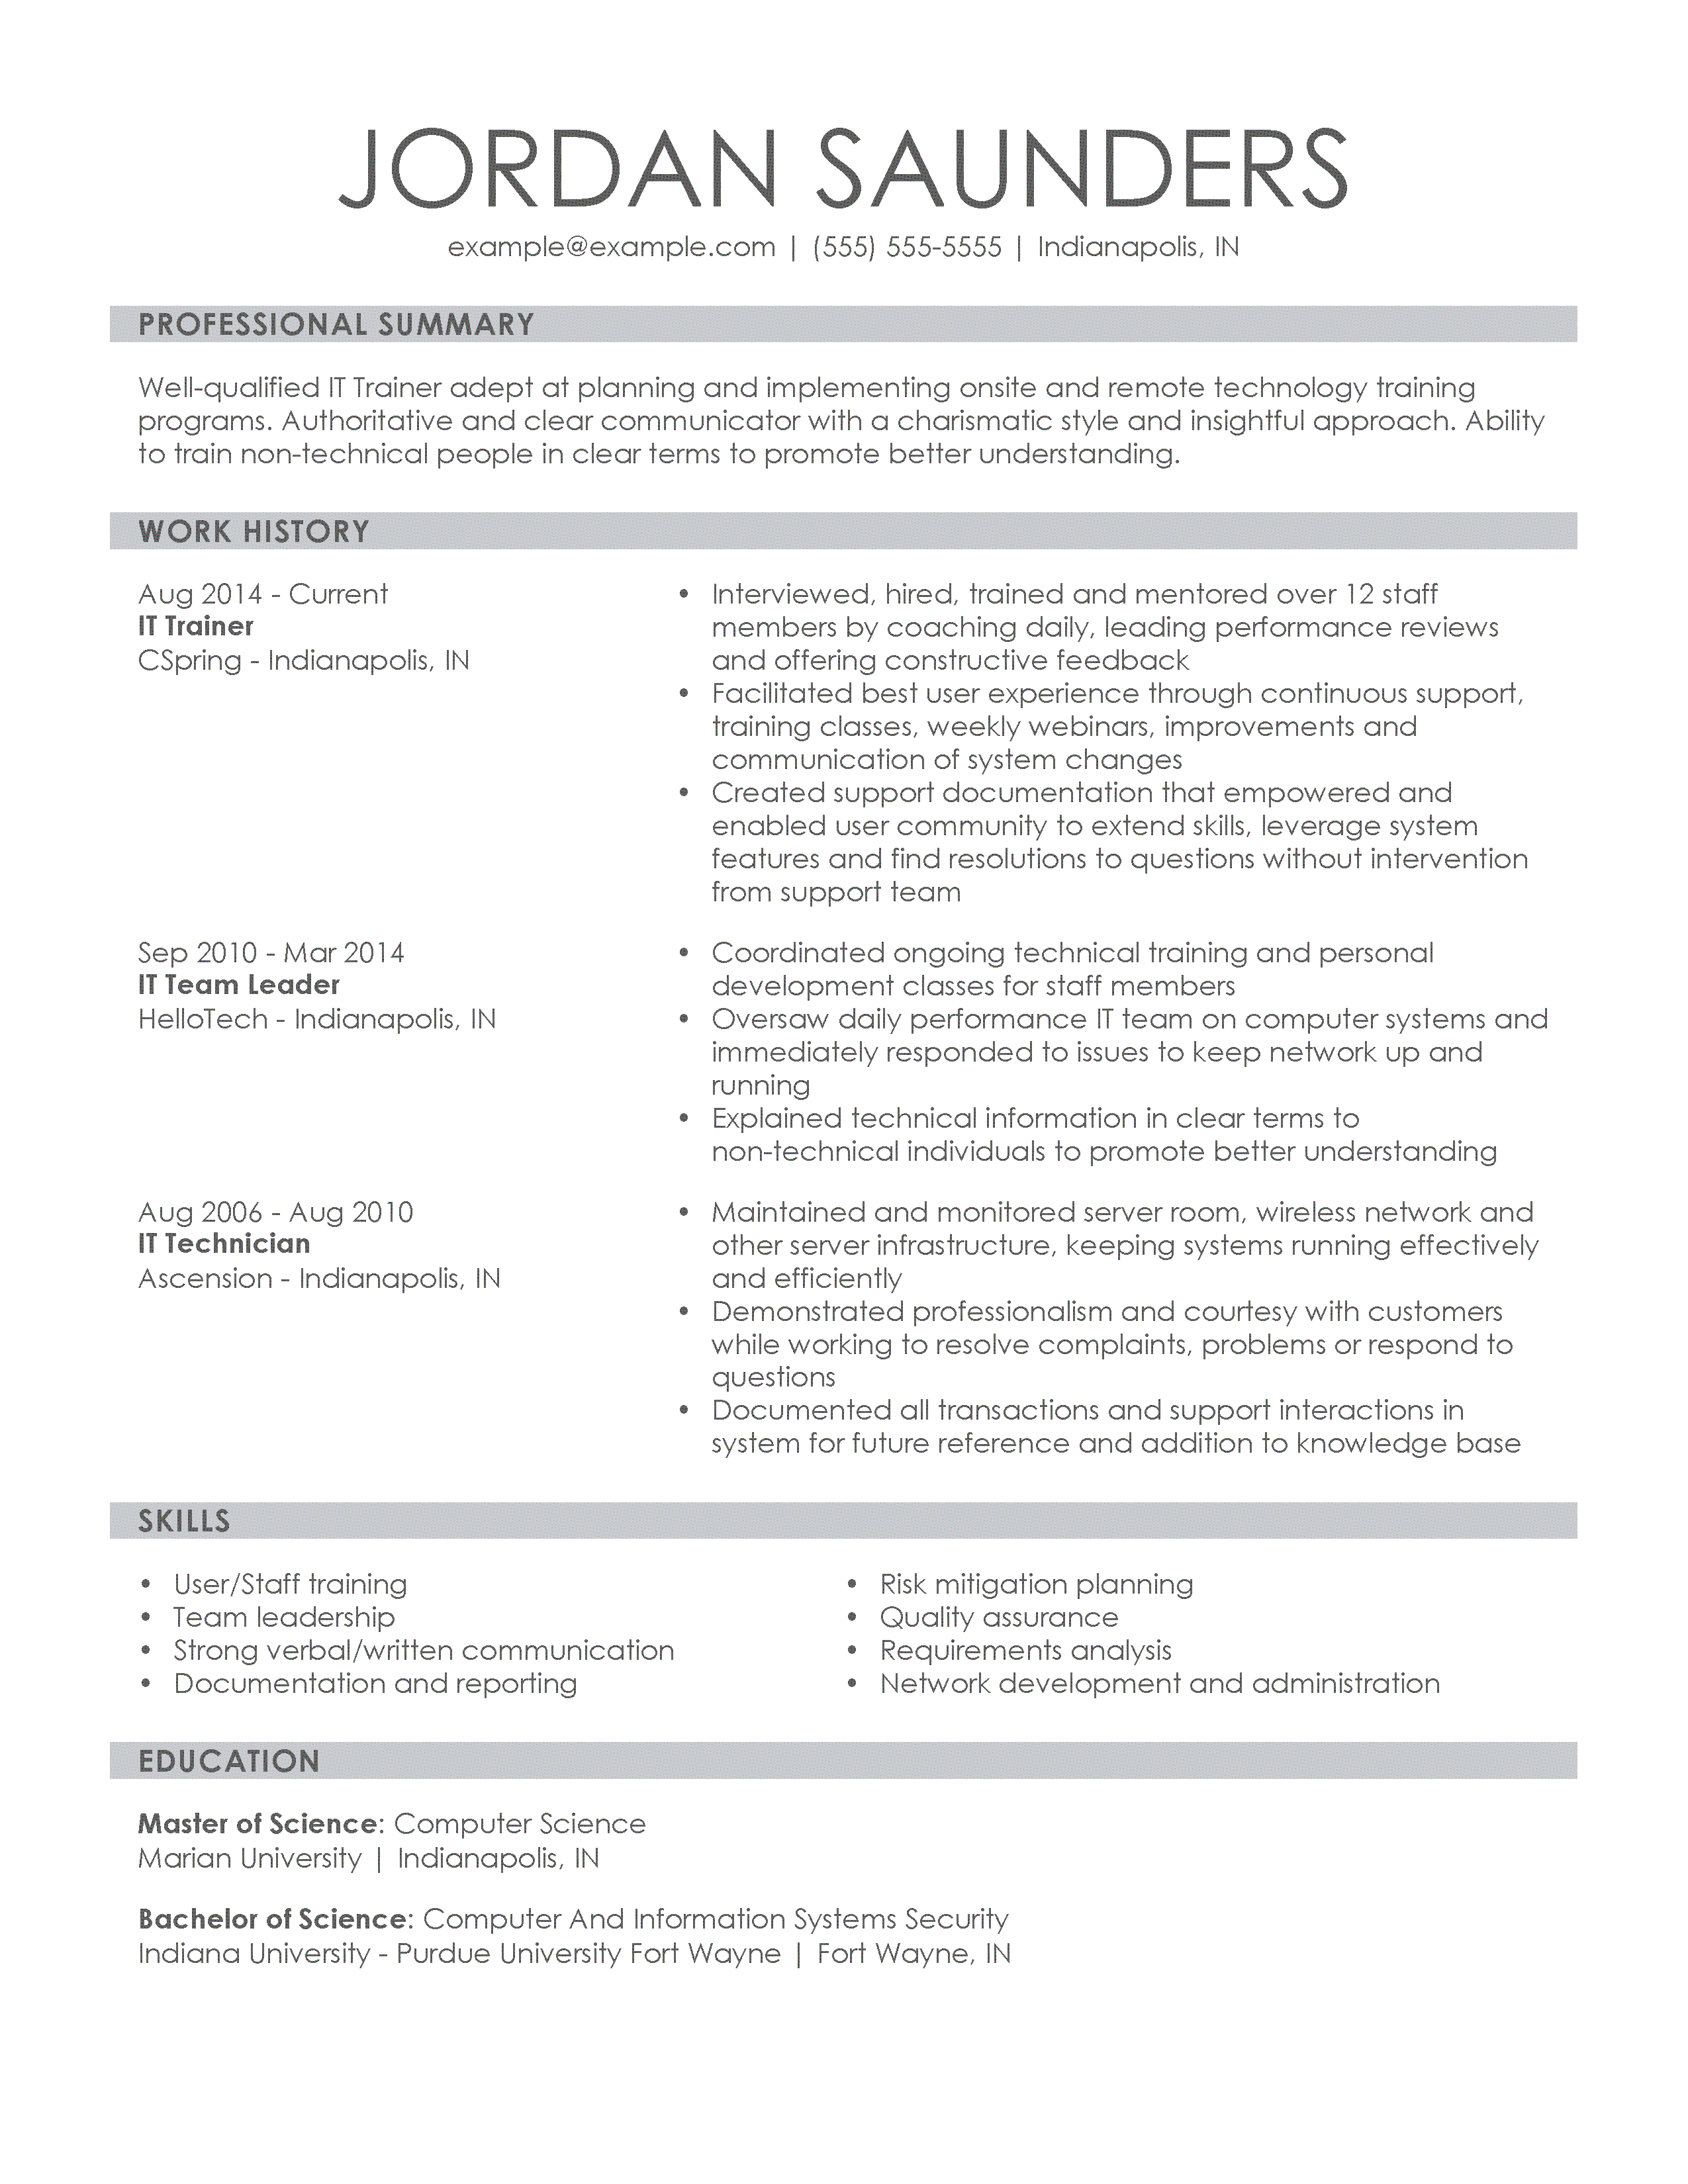 JORDAN SAUNDERS
example@example.com | (555) 555-5555 | Indianapolis, IN
PROFESSIONAL SUMMARY
Well-qualified IT Trainer adept at planning and implementing onsite and remote technology training
programs. Authoritative and clear communicator with a charismatic style and insightful approach. Ability
to train non-technical people in clear terms to promote better understanding.
WORK HISTORY
Aug 2014 - Current
IT Trainer
CSpring - Indianapolis, IN
• Interviewed, hired, trained and mentored over 12 staff
members by coaching daily, leading performance reviews
and offering constructive feedback
• Facilitated best user experience through continuous support,
training classes, weekly webinars, improvements and
communication of system changes
• Created support documentation that empowered and
enabled user community to extend skills, leverage system
features and find resolutions to questions without intervention
from support team
Sep 2010 - Mar 2014
IT Team Leader
HelloTech - Indianapolis, IN
• Coordinated ongoing technical training and personal
development classes for staff members
• Oversaw daily performance IT team on computer systems and
immediately responded to issues to keep network up and
running
• Explained technical information in clear terms to
non-technical individuals to promote better understanding
Aug 2006 - Aug 2010
IT Technician
Ascension - Indianapolis, IN
• Maintained and monitored server room, wireless network and
other server infrastructure, keeping systems running effectively
and efficiently
• Demonstrated professionalism and courtesy with customers
while working to resolve complaints, problems or respond to
questions
• Documented all transactions and support interactions in
system for future reference and addition to knowledge base
SKILLS
• User/Staff training
• Team leadership
• Strong verbal/written communication
• Documentation and reporting
• Risk mitigation planning
• Quality assurance
• Requirements analysis
• Network development and administration
EDUCATION
Master of Science: Computer Science
Marian University | Indianapolis, IN
Bachelor of Science: Computer And Information Systems Security
Indiana University - Purdue University Fort Wayne | Fort Wayne, IN